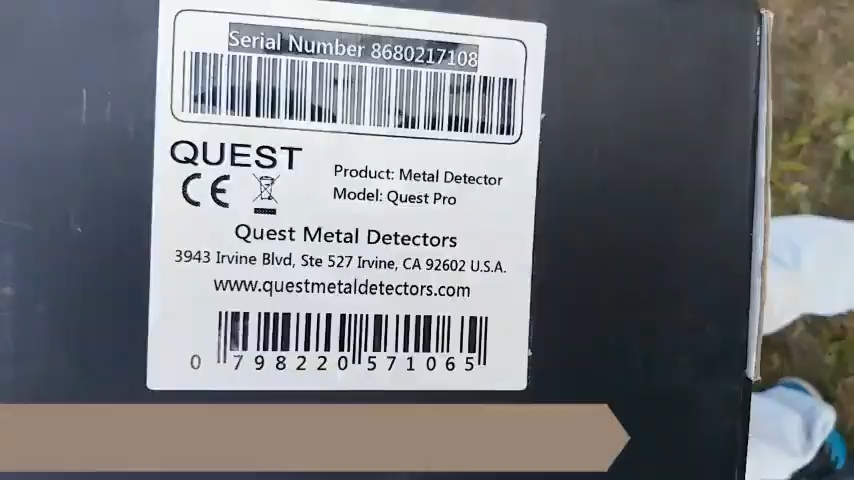 Serial Number 8680217108
QUEST
CE
Product: Metal Detector
Model: Quest Pro
Quest Metal Detectors
3943 Irvine Blvd, Ste 527 Irvine, CA 92602 U.S.A.
www.questmetaldetectors.com
0 798220 571065